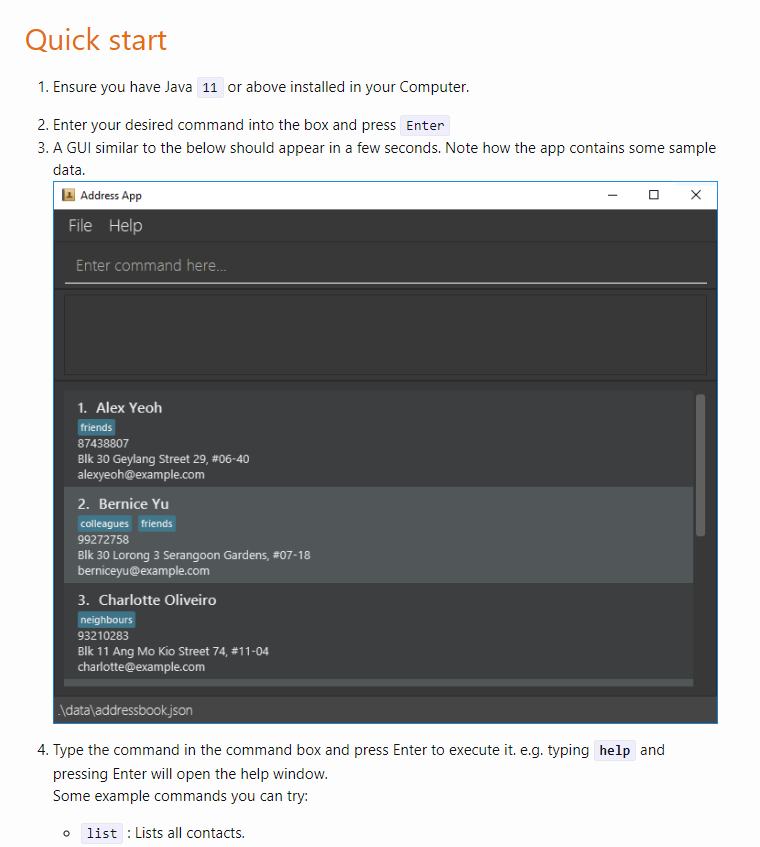 Quick start
1. Ensure you have Java 11 or above installed in your Computer.
2. Enter your desired command into the box and press Enter
3. A GUI similar to the below should appear in a few seconds. Note how the app contains some sample
data.
Address App
File Help
Enter command here...
1. Alex Yeoh
friends
87438807
Blk 30 Geylang Street 29, #06-40
alexyeoh@example.com
2. Bernice Yu
colleagues friends
99272758
Blk 30 Lorong 3 Serangoon Gardens, #07-18
berniceyu@example.com
3. Charlotte Oliveiro
neighbours
93210283
Blk 11 Ang Mo Kio Street 74, #11-04
charlotte@example.com
.\data\addressbook.json
4. Type the command in the command box and press Enter to execute it. e.g. typing help and
pressing Enter will open the help window.
Some example commands you can try:
list : Lists all contacts.